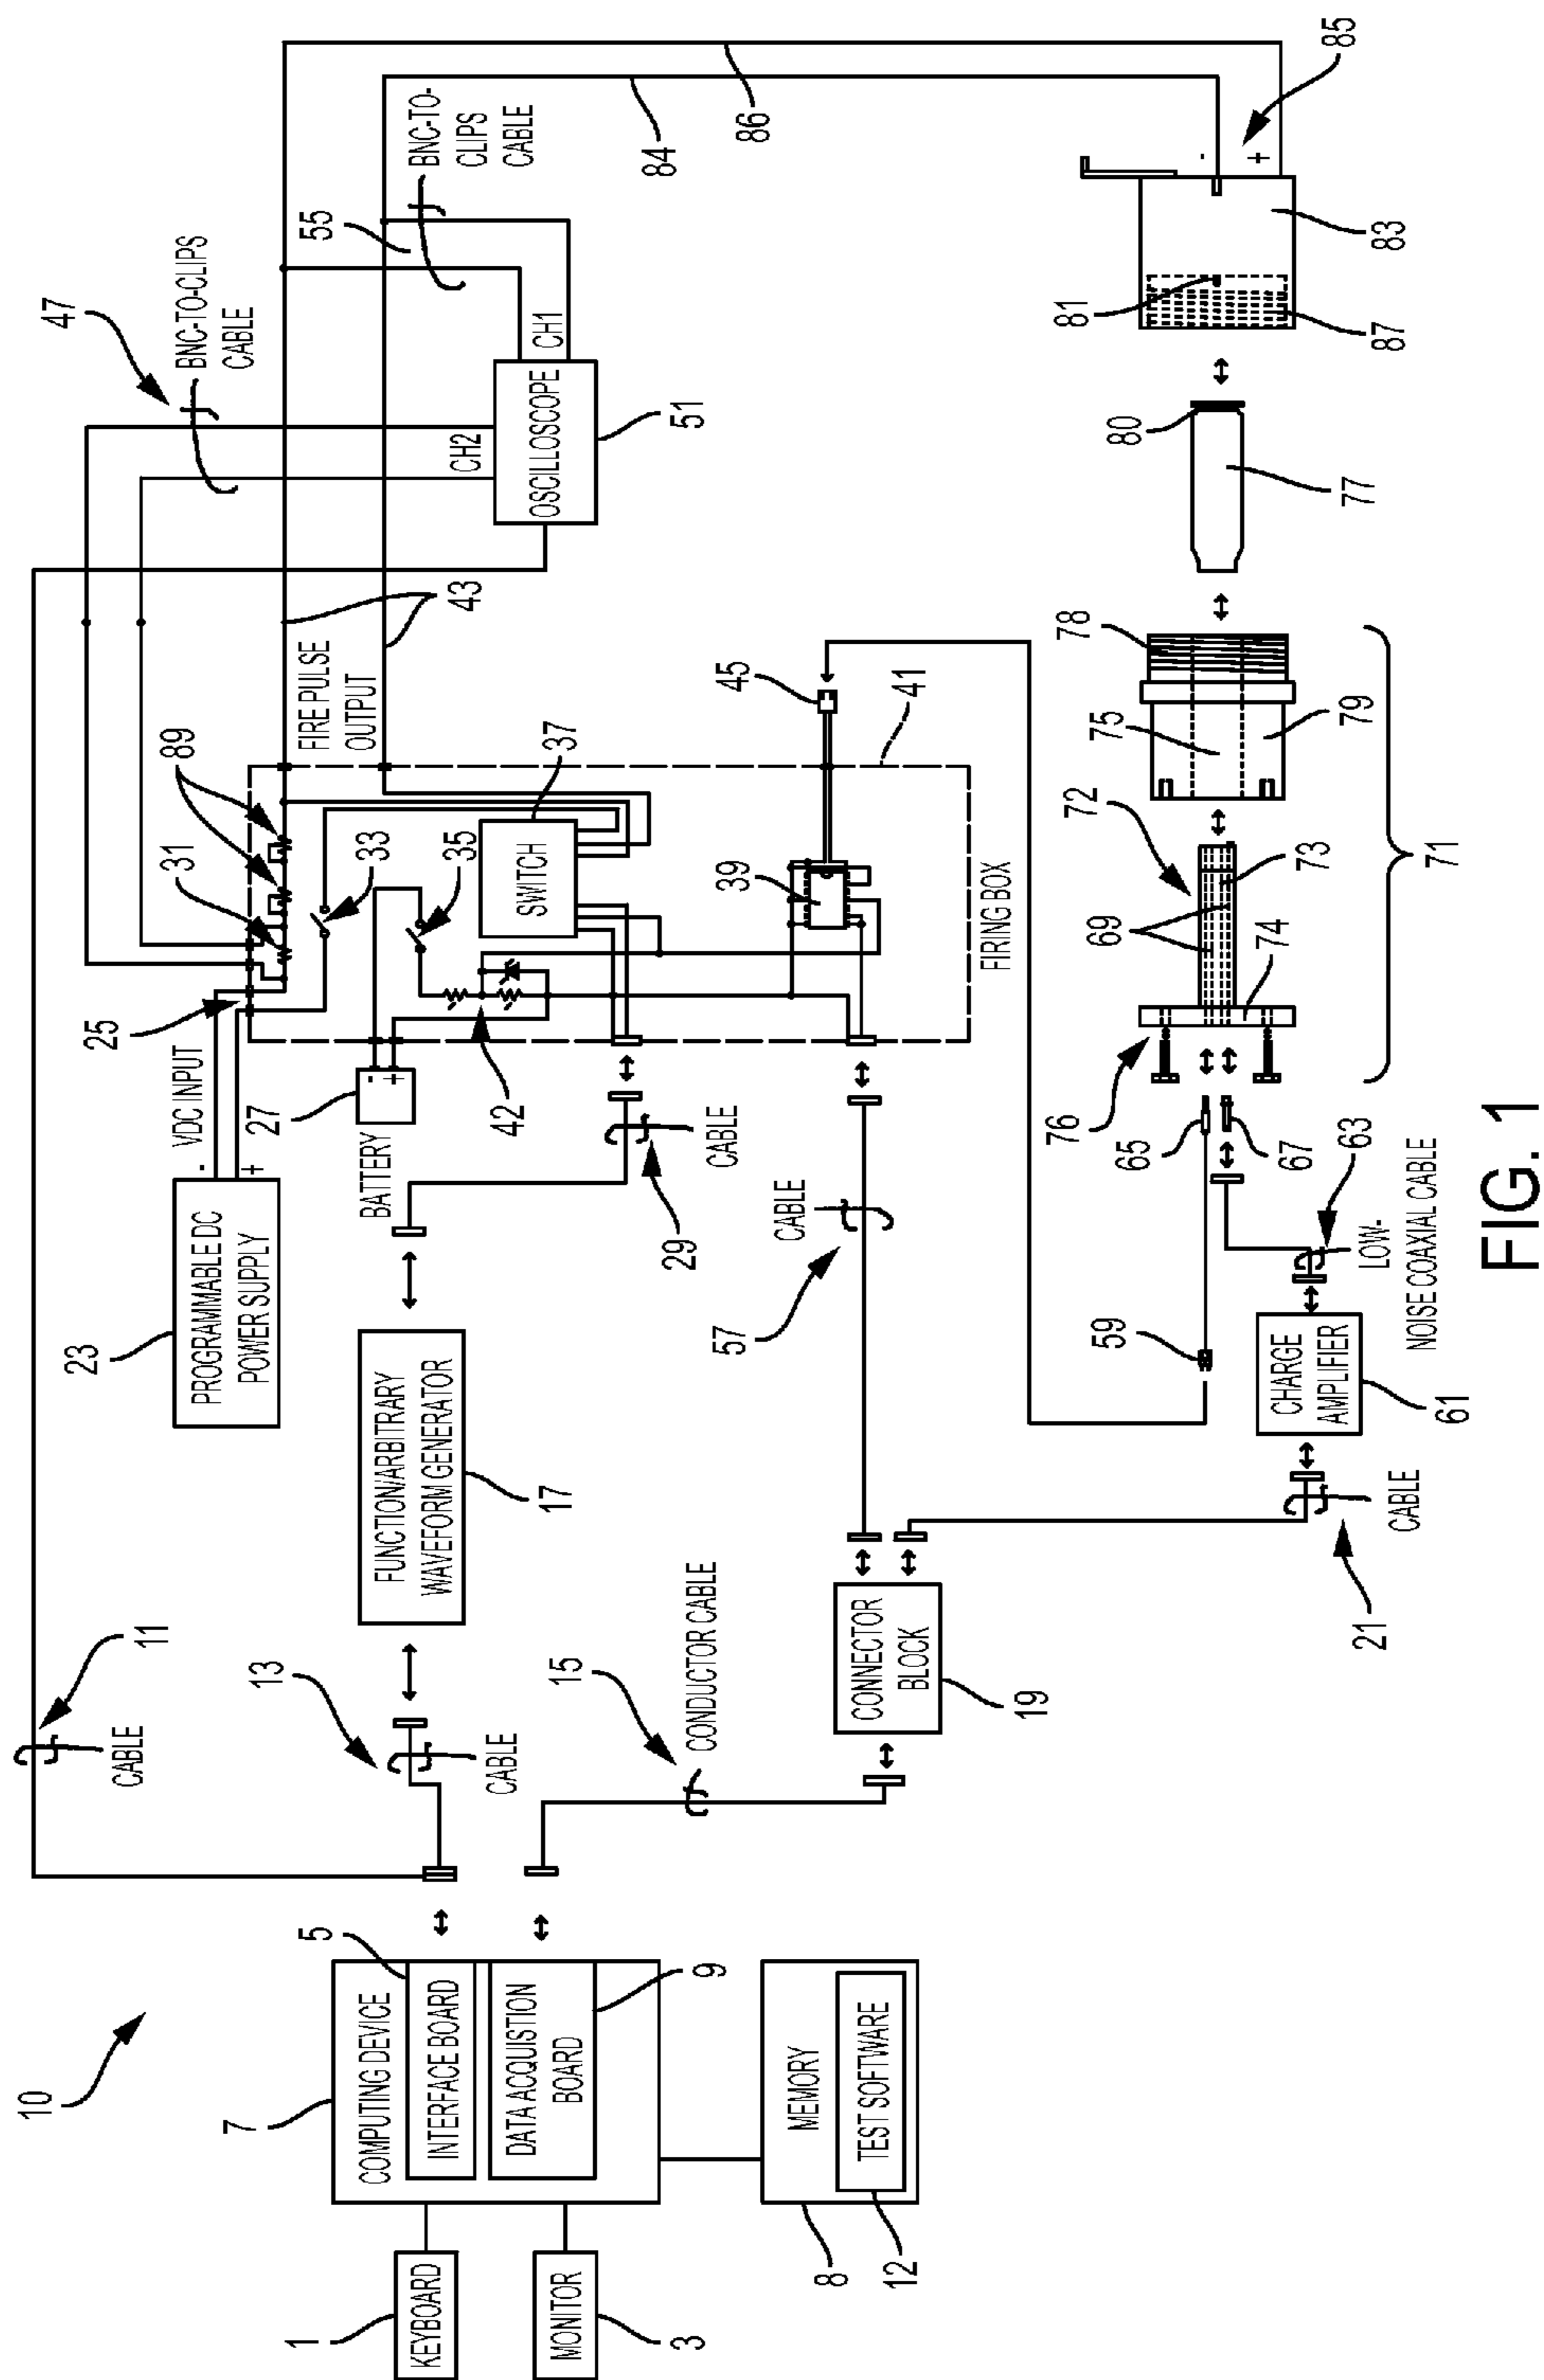 10
11
CABLE
13
CABLE
15
CONDUCTOR CABLE
7
COMPUTING DEVICE
5
INTERFACE BOARD
DATA ACQUISTION
BOARD
9
1
KEYBOARD
MONITOR
3
MEMORY
TEST SOFTWARE
8
12
23
PROGRAMMABLE DC
POWER SUPPLY
-
+
VDC INPUT
25
FUNCTION/ARBITRARY
WAVEFORM GENERATOR
17
27
BATTERY
-
+
29
CABLE
CONNECTOR
BLOCK
19
57
CABLE
21
CABLE
31
89
33
35
SWITCH
37
42
39
FIRING BOX
41
45
FIRE PULSE
OUTPUT
43
47
BNC-TO-CLIPS
CABLE
CH2
CH1
OSCILLOSCOPE
51
55
BNC-TO-
CLIPS
CABLE
84
86
59
CHARGE
AMPLIFIER
61
63
LOW-
NOISE COAXIAL CABLE
65
67
76
74
69
72
73
75
78
79
71
80
77
81
87
83
-
+
85
FIG. 1